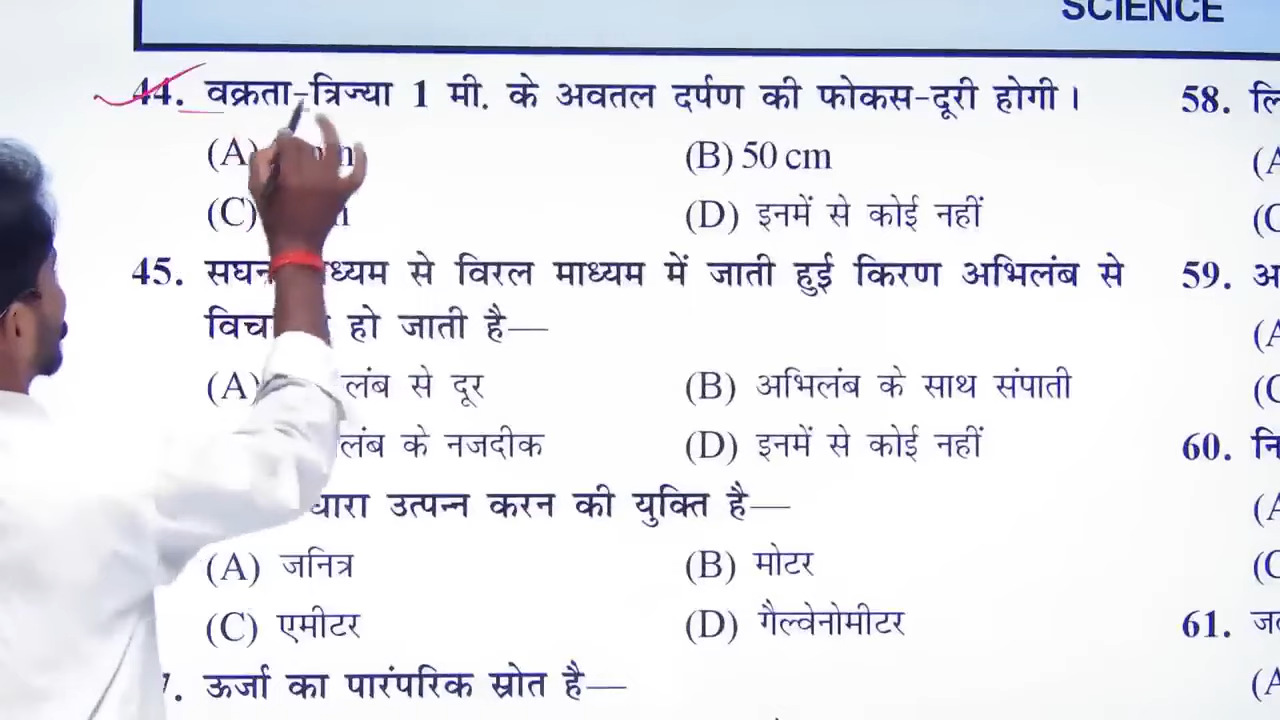 SCIENCE
44. वक्रता-त्रिज्या 1 मी. के अवतल दर्पण की फोकस-दूरी होगी।
(A)
(B) 50 cm
(C)
(D) इनमें से कोई नहीं
45. सघन माध्यम से विरल माध्यम में जाती हुई किरण अभिलंब से
हो जाती है—
(A) लंब से दूर
(B) अभिलंब के साथ संपाती
लंब के नजदीक
(D) इनमें से कोई नहीं
धारा उत्पन्न करन की युक्ति है—
(A) जनित्र
(B) मोटर
(C) एमीटर
(D) गैल्वेनोमीटर
7. ऊर्जा का पारंपरिक स्रोत है—
58. लि
(A
(C
59. अ
(A
(C
60. नि
(A
(C
61. जल
(A